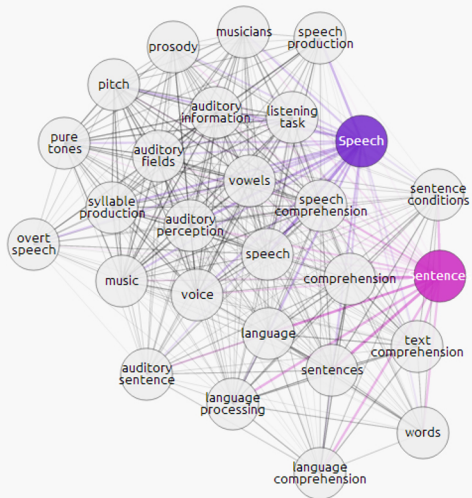 musicians
speech
production
prosody
pitch
auditory
information
listening
task
Speech
pure
tones
auditory
fields
vowels
sentence
conditions
syllable
production
speech
comprehension
auditory
perception
overt
speech
speech
comprehension
entence
music
voice
language
text
comprehension
auditory
sentence
sentences
language
processing
words
language
comprehension